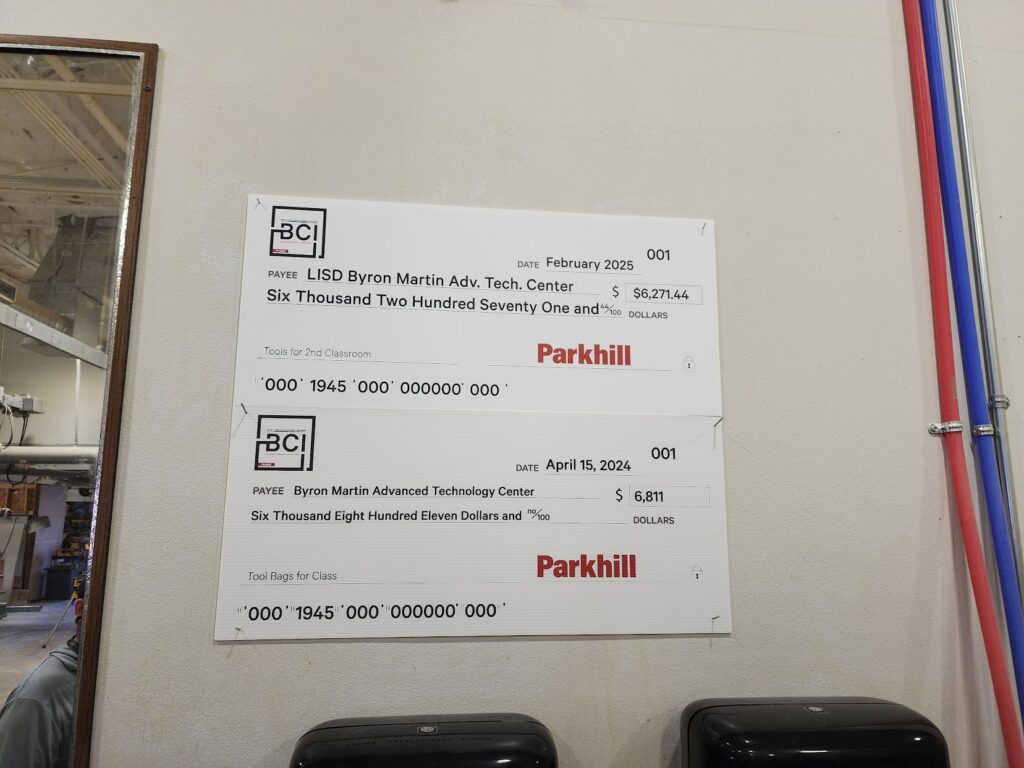 BCI
001
DATE February 2025
PAYEE LISD Byron Martin Adv. Tech. Center
$ $6,271.44
Six Thousand Two Hundred Seventy One and 44/100 DOLLARS
Tools for 2nd Classroom
Parkhill
'000' 1945 '000' 000000' 000 '
BCI
001
DATE April 15, 2024
PAYEE Byron Martin Advanced Technology Center
$ 6,811
Six Thousand Eight Hundred Eleven Dollars and no/100 DOLLARS
Parkhill
Tool Bags for Class
'000' "1945 '000' "000000' 000 '